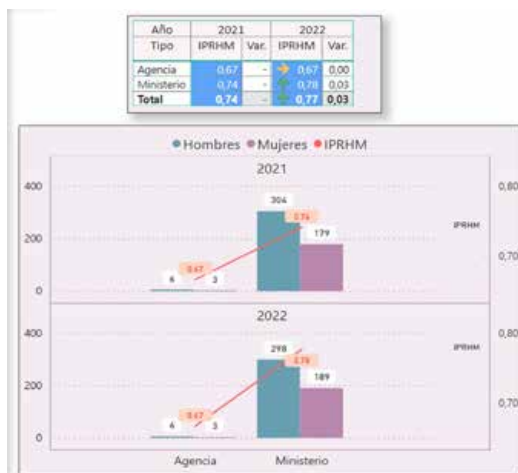 Año 2021 2022
Tipo IPRHM Var. IPRHM Var.
Agencia 0,67 - 0,67 0,00
Ministerio 0,74 - 0,78 0,03
Total 0,74 - 0,77 0,03
Hombres Mujeres IPRHM
2021
400 0,80
304
0.74
IPRHM
200 179
0,70
0.67
6 3
0
2022
400 0,80
298
IPRHM
0.78
200 189
0,70
0.67
6 3
0
Agencia Ministerio